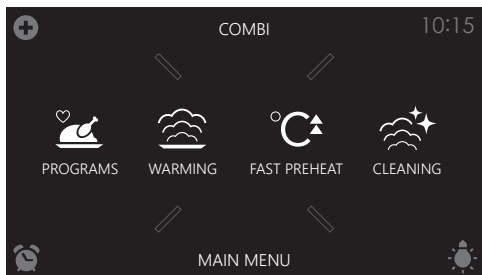 COMBI
10:15
°C
PROGRAMS
WARMING
FAST PREHEAT
CLEANING
MAIN MENU